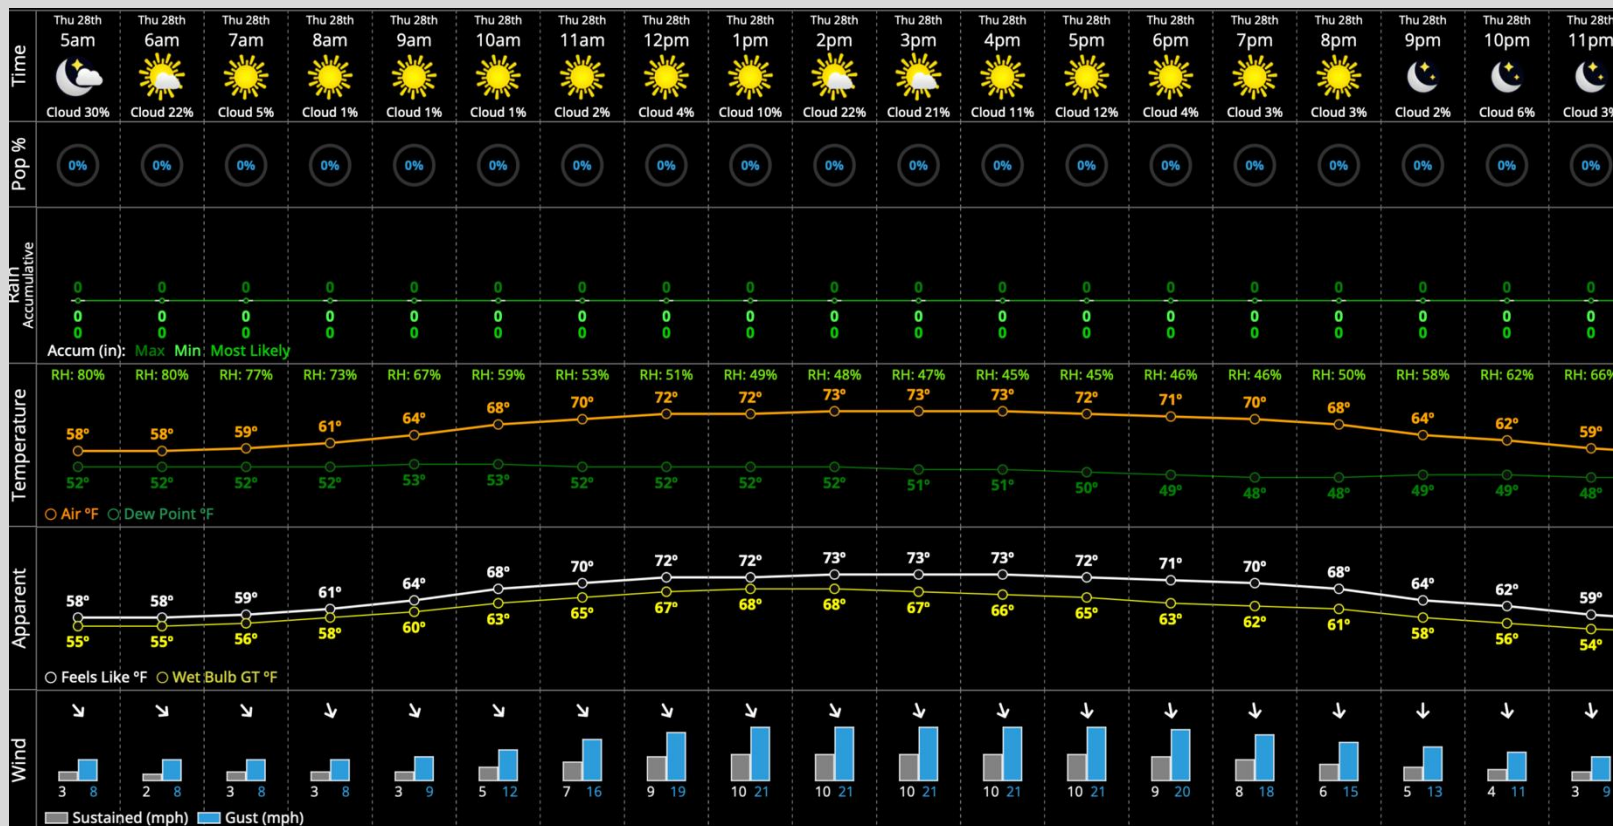 Time
Thu 28th Thu 28th Thu 28th Thu 28th Thu 28th Thu 28th Thu 28th Thu 28th Thu 28th Thu 28th Thu 28th Thu 28th Thu 28th Thu 28th Thu 28th Thu 28th Thu 28th Thu 28th Thu 28th
5am 6am 7am 8am 9am 10am 11am 12pm 1pm 2pm 3pm 4pm 5pm 6pm 7pm 8pm 9pm 10pm 11pm
Cloud 30% Cloud 22% Cloud 5% Cloud 1% Cloud 1% Cloud 1% Cloud 2% Cloud 4% Cloud 10% Cloud 22% Cloud 21% Cloud 11% Cloud 12% Cloud 4% Cloud 3% Cloud 3% Cloud 2% Cloud 6% Cloud 3%
Pop %
0% 0% 0% 0% 0% 0% 0% 0% 0% 0% 0% 0% 0% 0% 0% 0% 0% 0% 0%
Rain
Accumulative
0 0 0 0 0 0 0 0 0 0 0 0 0 0 0 0 0 0 0
0 0 0 0 0 0 0 0 0 0 0 0 0 0 0 0 0 0 0
0 0 0 0 0 0 0 0 0 0 0 0 0 0 0 0 0 0 0
Accum (in): Max Min Most Likely
Temperature
RH: 80% RH: 80% RH: 77% RH: 73% RH: 67% RH: 59% RH: 53% RH: 51% RH: 49% RH: 48% RH: 47% RH: 45% RH: 45% RH: 46% RH: 46% RH: 50% RH: 58% RH: 62% RH: 66%
58° 58° 59° 61° 64° 68° 70° 72° 72° 73° 73° 73° 72° 71° 70° 68° 64° 62° 59°
52° 52° 52° 52° 53° 53° 52° 52° 52° 52° 51° 51° 50° 49° 48° 48° 49° 49° 48°
Air °F Dew Point °F
Apparent
58° 58° 59° 61° 64° 68° 70° 72° 72° 73° 73° 73° 72° 71° 70° 68° 64° 62° 59°
55° 55° 56° 58° 60° 63° 65° 67° 68° 68° 67° 66° 65° 63° 62° 61° 58° 56° 54°
Feels Like °F Wet Bulb GT °F
Wind
3 8 2 8 3 8 3 8 3 9 5 12 7 16 9 19 10 21 10 21 10 21 10 21 10 21 9 20 8 18 6 15 5 13 4 11 3 9
Sustained (mph) Gust (mph)